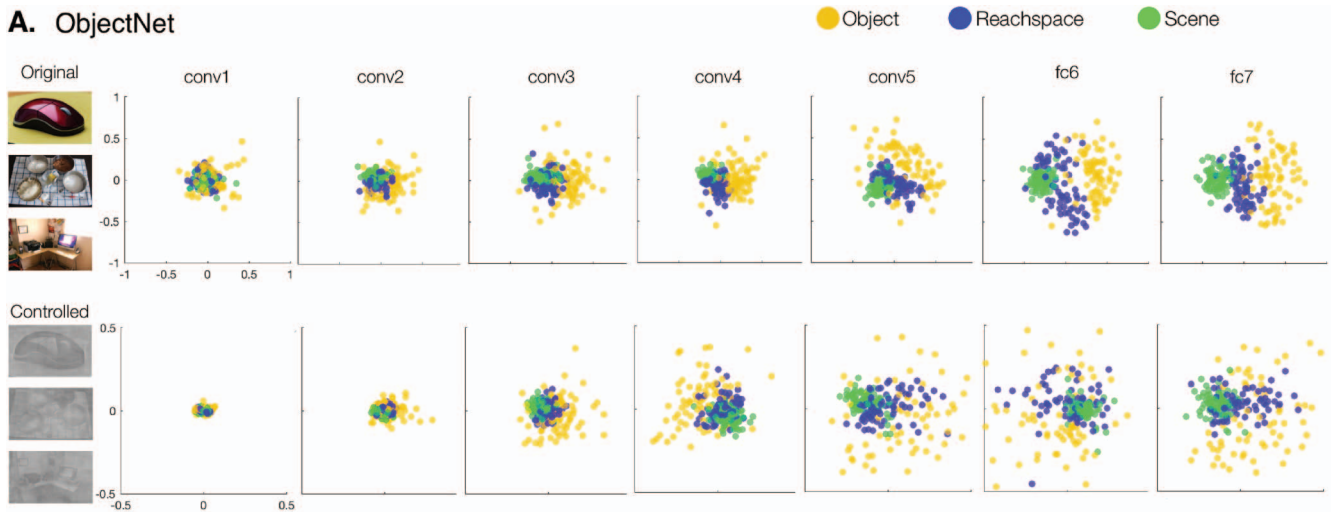 A. ObjectNet
Object Reachspace Scene
Original
conv1 conv2 conv3 conv4 conv5 fc6 fc7
1
0.5
0
-0.5
-1
-1 -0.5 0 0.5 1
Controlled
0.5
0
-0.5
-0.5 0 0.5